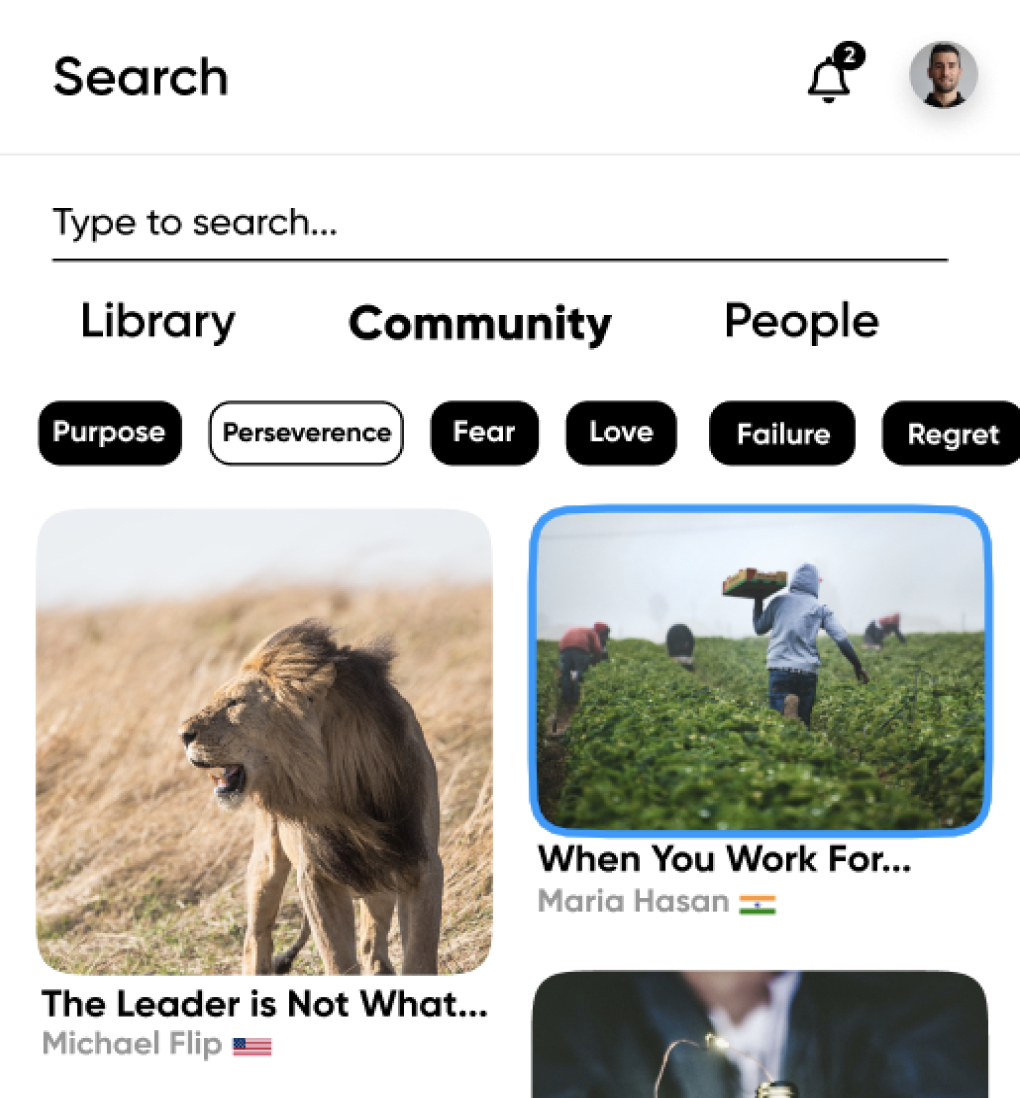 Search
2
Type to search...
Library Community People
Purpose Perseverence Fear Love Failure Regret
The Leader is Not What...
Michael Flip
When You Work For...
Maria Hasan